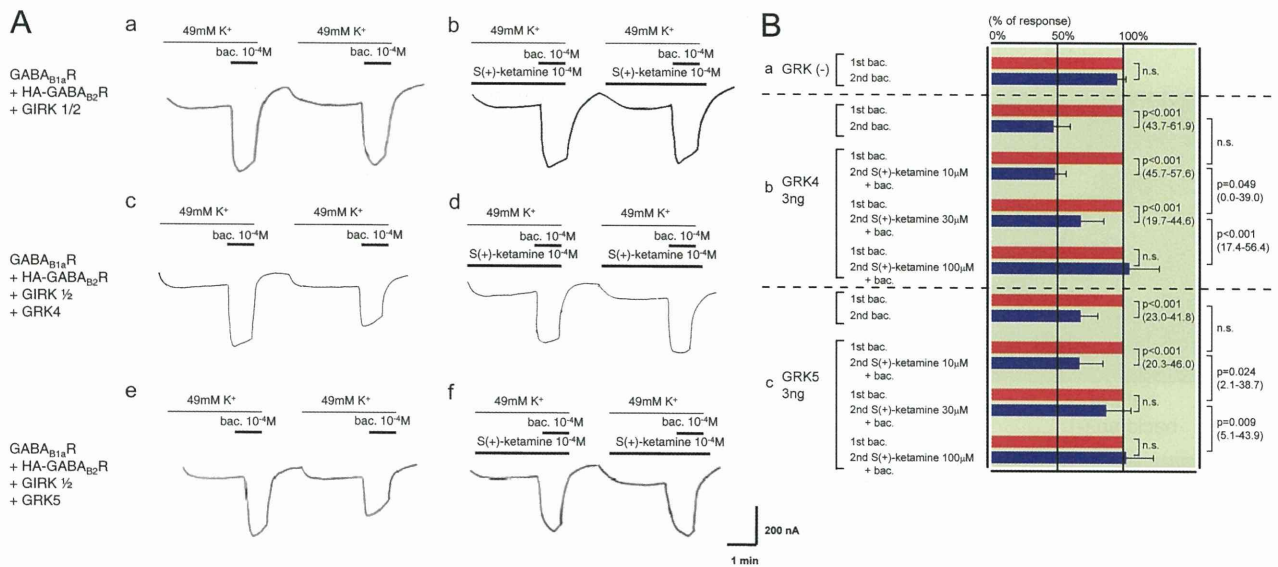 A
a
49mM K⁺
49mM K⁺
bac. 10⁻⁴M
bac. 10⁻⁴M
GABA_B1aR
+ HA-GABA_B2R
+ GIRK 1/2
b
49mM K⁺
49mM K⁺
bac. 10⁻⁴M
bac. 10⁻⁴M
S(+)-ketamine 10⁻⁴M
S(+)-ketamine 10⁻⁴M
c
49mM K⁺
49mM K⁺
bac. 10⁻⁴M
bac. 10⁻⁴M
GABA_B1aR
+ HA-GABA_B2R
+ GIRK ½
+ GRK4
d
49mM K⁺
49mM K⁺
bac. 10⁻⁴M
bac. 10⁻⁴M
S(+)-ketamine 10⁻⁴M
S(+)-ketamine 10⁻⁴M
e
49mM K⁺
49mM K⁺
bac. 10⁻⁴M
bac. 10⁻⁴M
GABA_B1aR
+ HA-GABA_B2R
+ GIRK ½
+ GRK5
f
49mM K⁺
49mM K⁺
bac. 10⁻⁴M
bac. 10⁻⁴M
S(+)-ketamine 10⁻⁴M
S(+)-ketamine 10⁻⁴M
200 nA
1 min
B
(% of response)
0% 50% 100%
a GRK (-)
1st bac.
2nd bac.
n.s.
b GRK4
3ng
1st bac.
2nd bac.
p<0.001
(43.7-61.9)
1st bac.
2nd S(+)-ketamine 10μM
+ bac.
p<0.001
(45.7-57.6)
1st bac.
2nd S(+)-ketamine 30μM
+ bac.
p<0.001
(19.7-44.6)
1st bac.
2nd S(+)-ketamine 100μM
+ bac.
n.s.
n.s.
p=0.049
(0.0-39.0)
p<0.001
(17.4-56.4)
c GRK5
3ng
1st bac.
2nd bac.
p<0.001
(23.0-41.8)
1st bac.
2nd S(+)-ketamine 10μM
+ bac.
p<0.001
(20.3-46.0)
1st bac.
2nd S(+)-ketamine 30μM
+ bac.
n.s.
1st bac.
2nd S(+)-ketamine 100μM
+ bac.
n.s.
n.s.
p=0.024
(2.1-38.7)
p=0.009
(5.1-43.9)